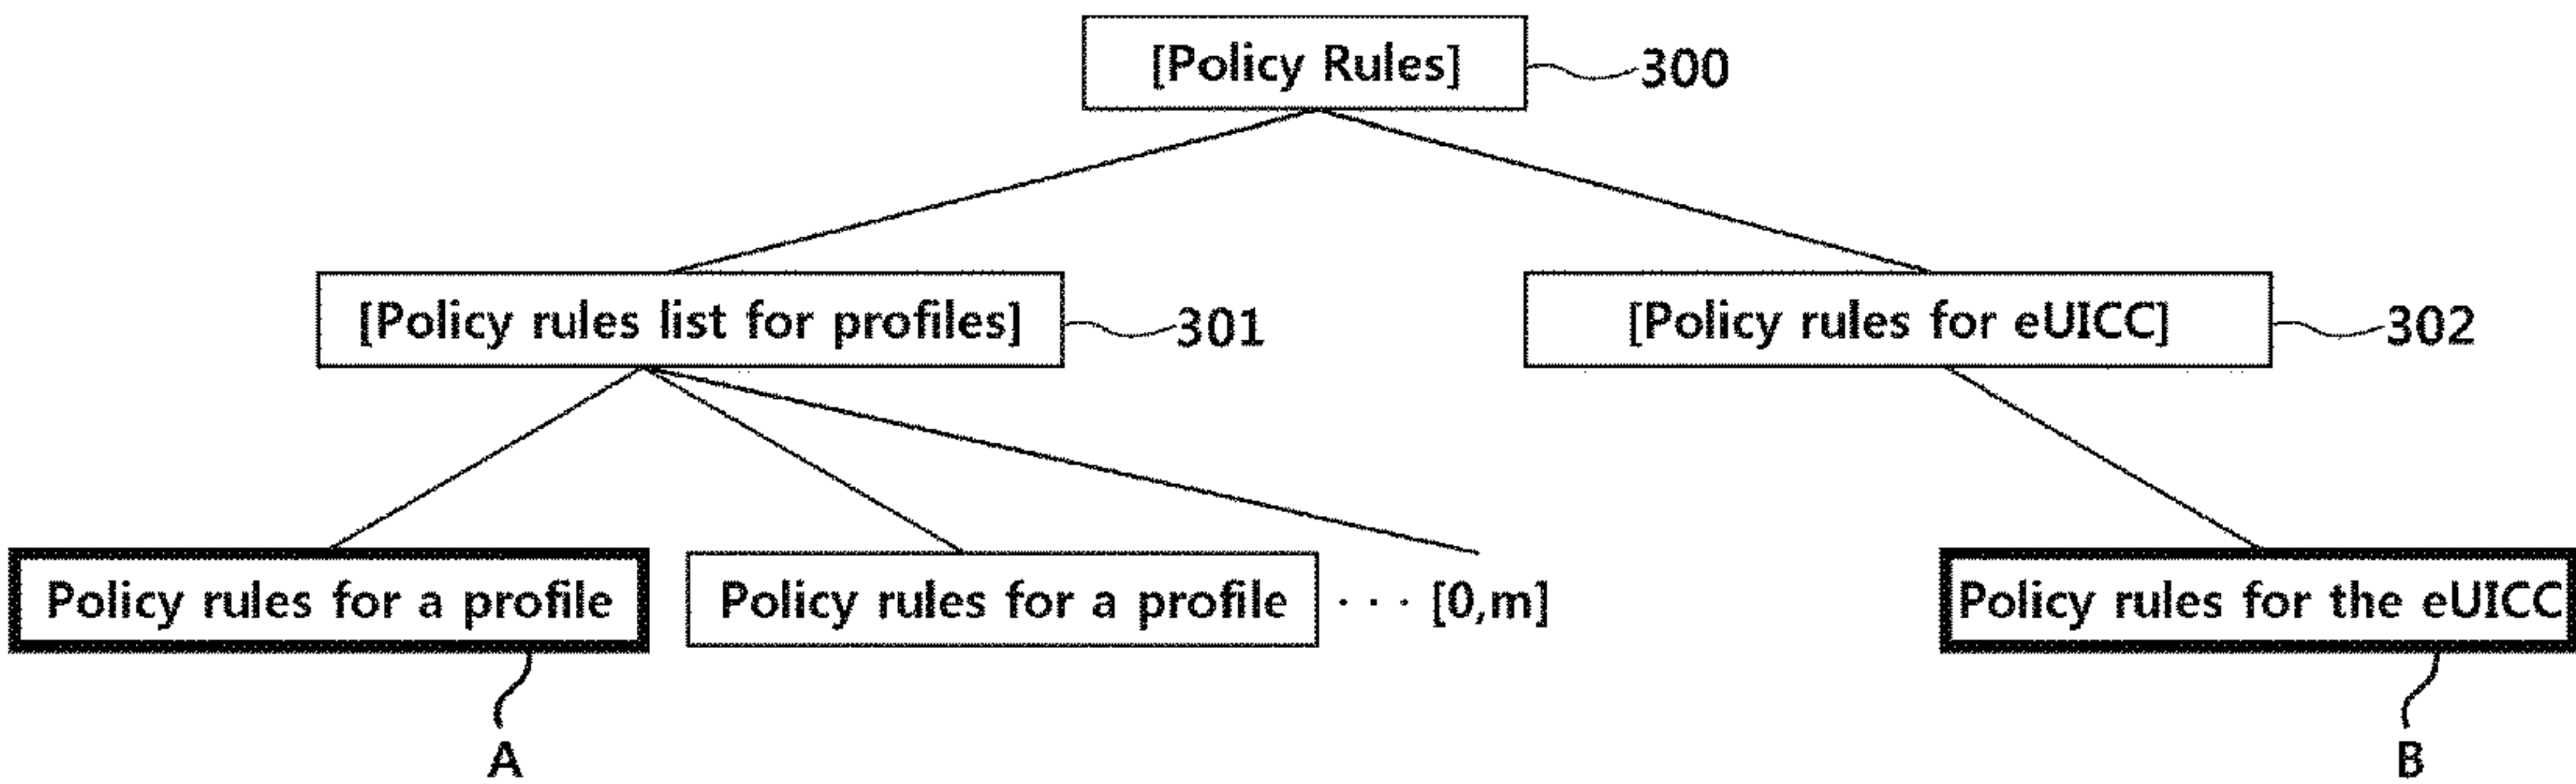 [Policy Rules] 300
[Policy rules list for profiles] 301
[Policy rules for eUICC] 302
Policy rules for a profile
Policy rules for a profile
· · · [0,m]
Policy rules for the eUICC
A
B